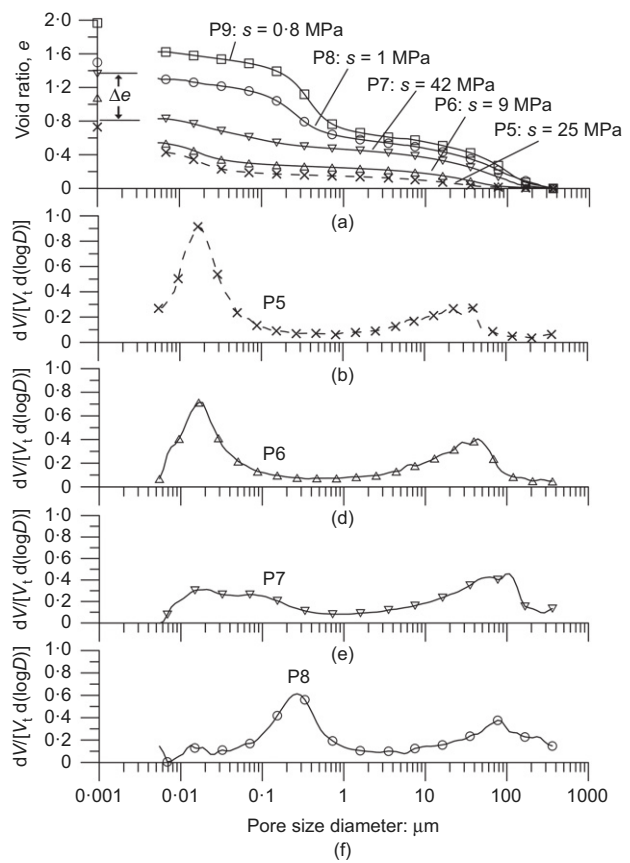 2·0
1·6
1·2
0·8
0·4
0
Void ratio, e
Δe
P9: s = 0·8 MPa
P8: s = 1 MPa
P7: s = 42 MPa
P6: s = 9 MPa
P5: s = 25 MPa
(a)
1·0
0·8
0·6
0·4
0·2
0
dV/[Vt d(logD)]
P5
(b)
1·0
0·8
0·6
0·4
0·2
0
dV/[Vt d(logD)]
P6
(d)
1·0
0·8
0·6
0·4
0·2
0
dV/[Vt d(logD)]
P7
(e)
1·0
0·8
0·6
0·4
0·2
0
dV/[Vt d(logD)]
P8
0·001 0·01 0·1 1 10 100 1000
Pore size diameter: μm
(f)